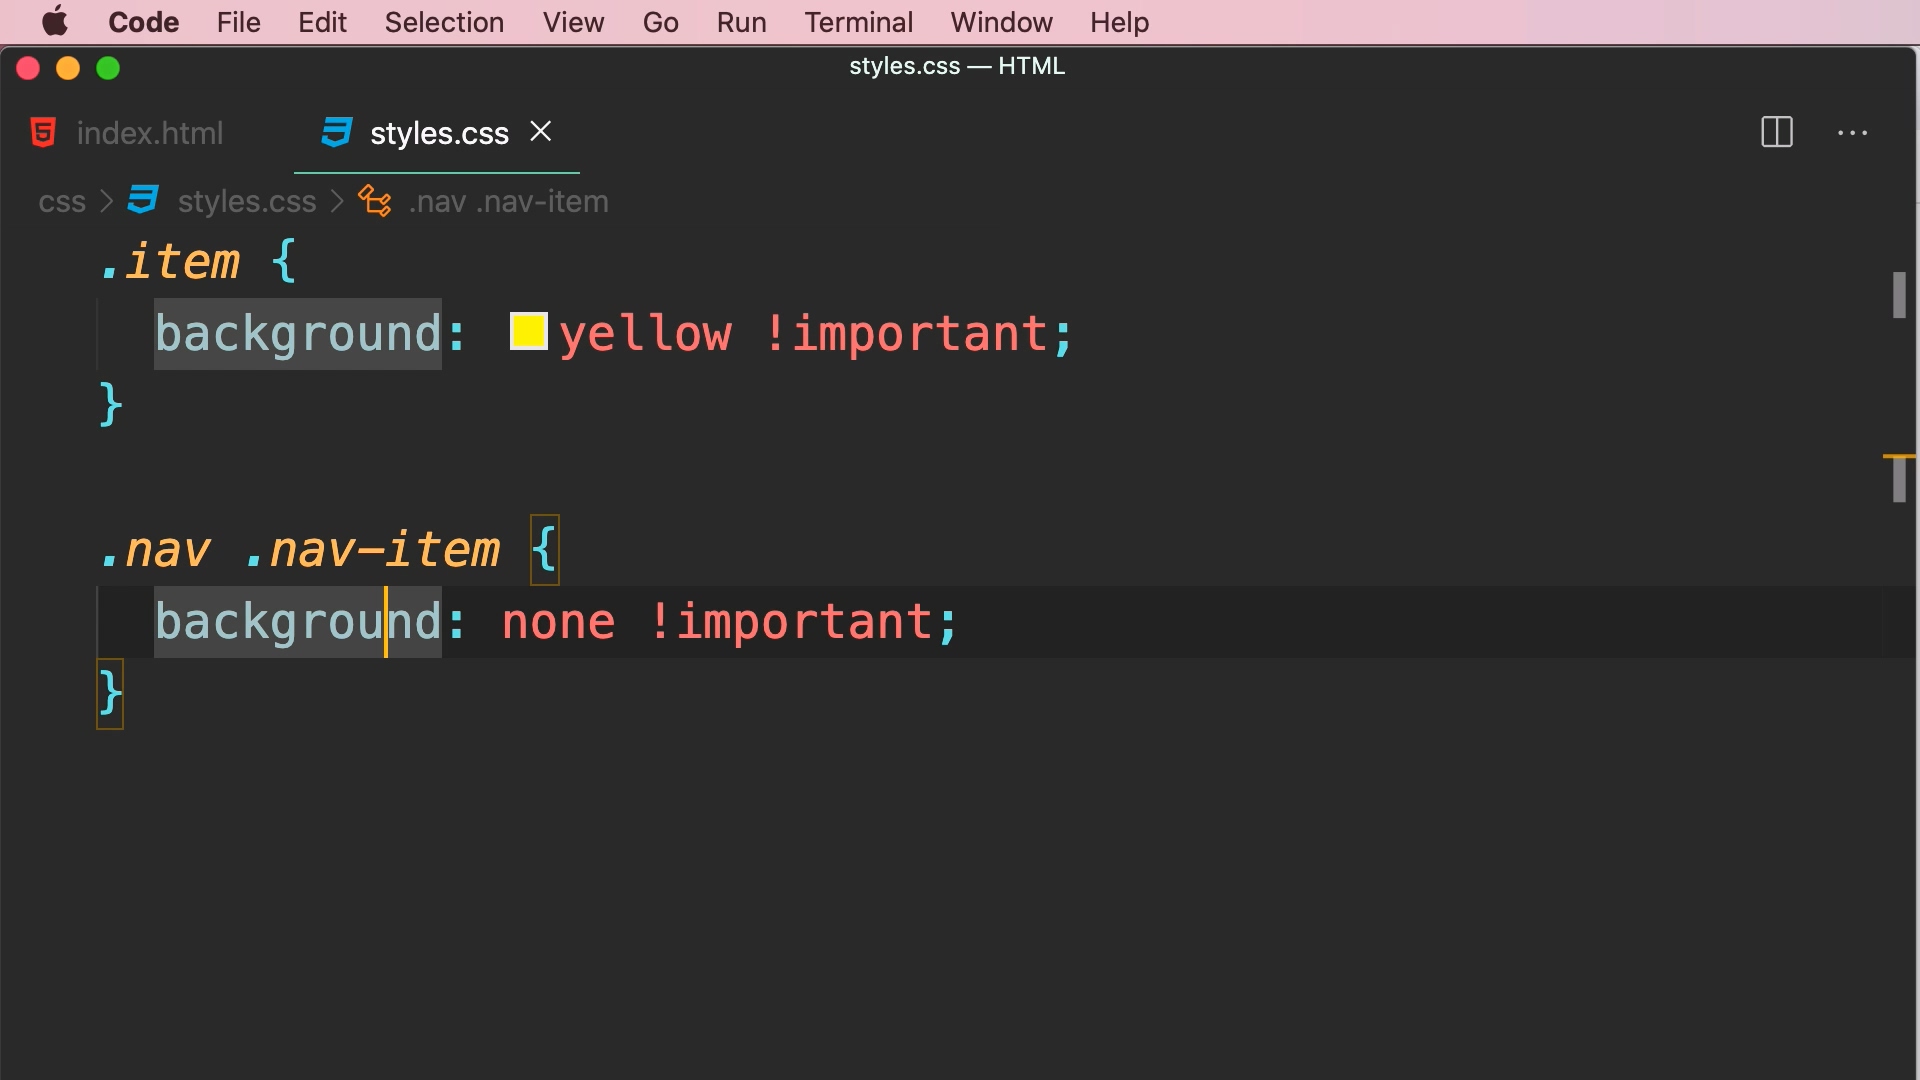 Code File Edit Selection View Go Run Terminal Window Help
styles.css — HTML
index.html styles.css
css > styles.css > .nav .nav-item
.item {
background: yellow !important;
}
.nav .nav-item {
background: none !important;
}